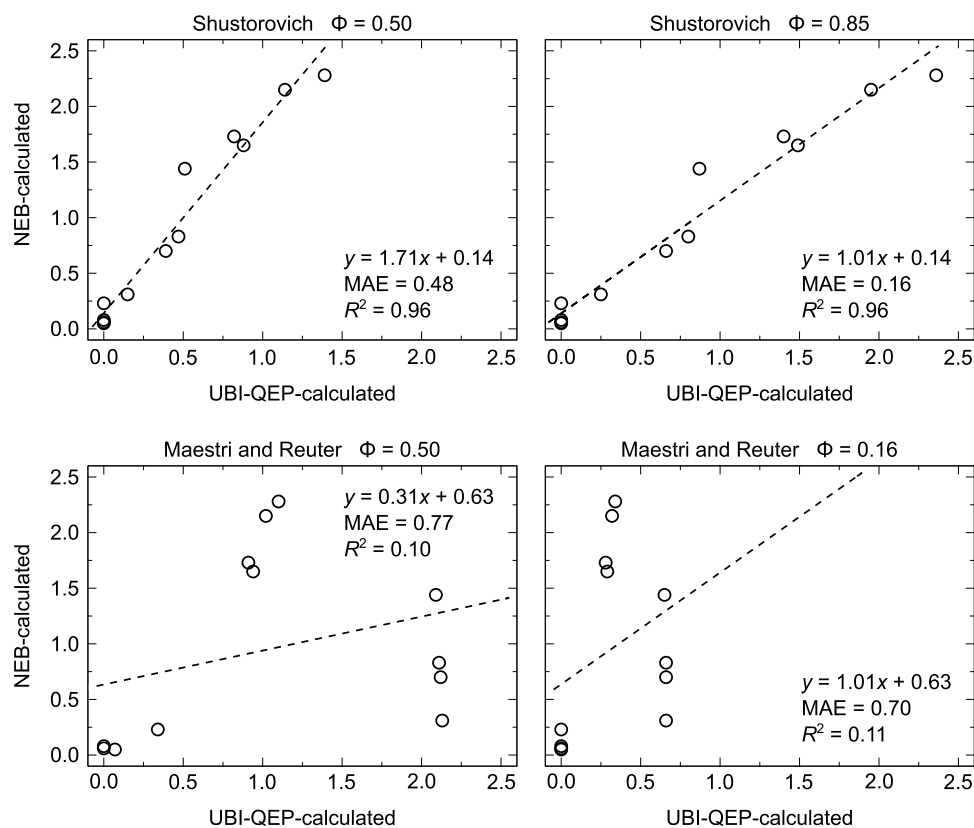 Shustorovich Φ = 0.50
2.5
2.0
1.5
1.0
0.5
0.0
NEB-calculated
y = 1.71x + 0.14
MAE = 0.48
R² = 0.96
0.0 0.5 1.0 1.5 2.0 2.5
UBI-QEP-calculated
Shustorovich Φ = 0.85
y = 1.01x + 0.14
MAE = 0.16
R² = 0.96
0.0 0.5 1.0 1.5 2.0 2.5
UBI-QEP-calculated
Maestri and Reuter Φ = 0.50
2.5
2.0
1.5
1.0
0.5
0.0
NEB-calculated
y = 0.31x + 0.63
MAE = 0.77
R² = 0.10
0.0 0.5 1.0 1.5 2.0 2.5
UBI-QEP-calculated
Maestri and Reuter Φ = 0.16
y = 1.01x + 0.63
MAE = 0.70
R² = 0.11
0.0 0.5 1.0 1.5 2.0 2.5
UBI-QEP-calculated